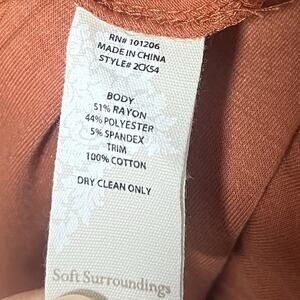 RN# 101206
MADE IN CHINA
STYLE# 2CK54
BODY
51% RAYON
44% POLYESTER
5% SPANDEX
TRIM
100% COTTON
DRY CLEAN ONLY
Soft Surroundings